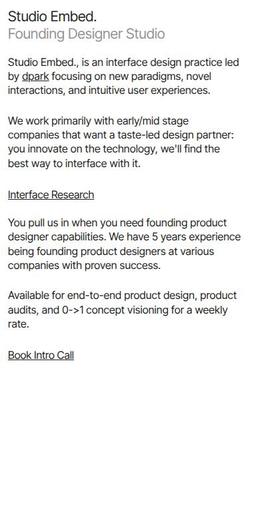 Studio Embed.
Founding Designer Studio
Studio Embed., is an interface design practice led
by dpark focusing on new paradigms, novel
interactions, and intuitive user experiences.
We work primarily with early/mid stage
companies that want a taste-led design partner:
you innovate on the technology, we'll find the
best way to interface with it.
Interface Research
You pull us in when you need founding product
designer capabilities. We have 5 years experience
being founding product designers at various
companies with proven success.
Available for end-to-end product design, product
audits, and 0->1 concept visioning for a weekly
rate.
Book Intro Call